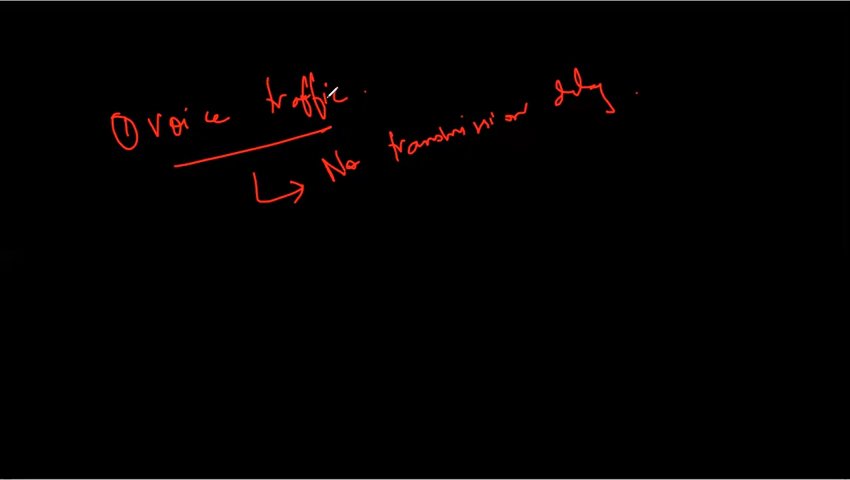 ① Voice traffic.
↳ No transmission delay.